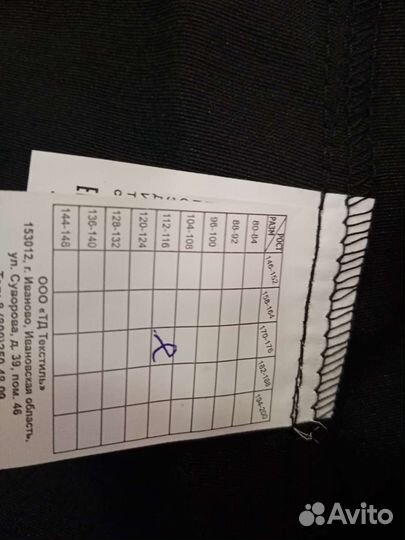 РОСТ
РАЗМ
146-152
158-164
170-176
182-188
194-200
80-84
88-92
96-100
104-108
112-116
120-124
128-132
136-140
144-148
ООО «ТД Текстиль»
153012, г. Иваново, Ивановская область,
ул. Суворова, д. 39, пом. 46
Avito